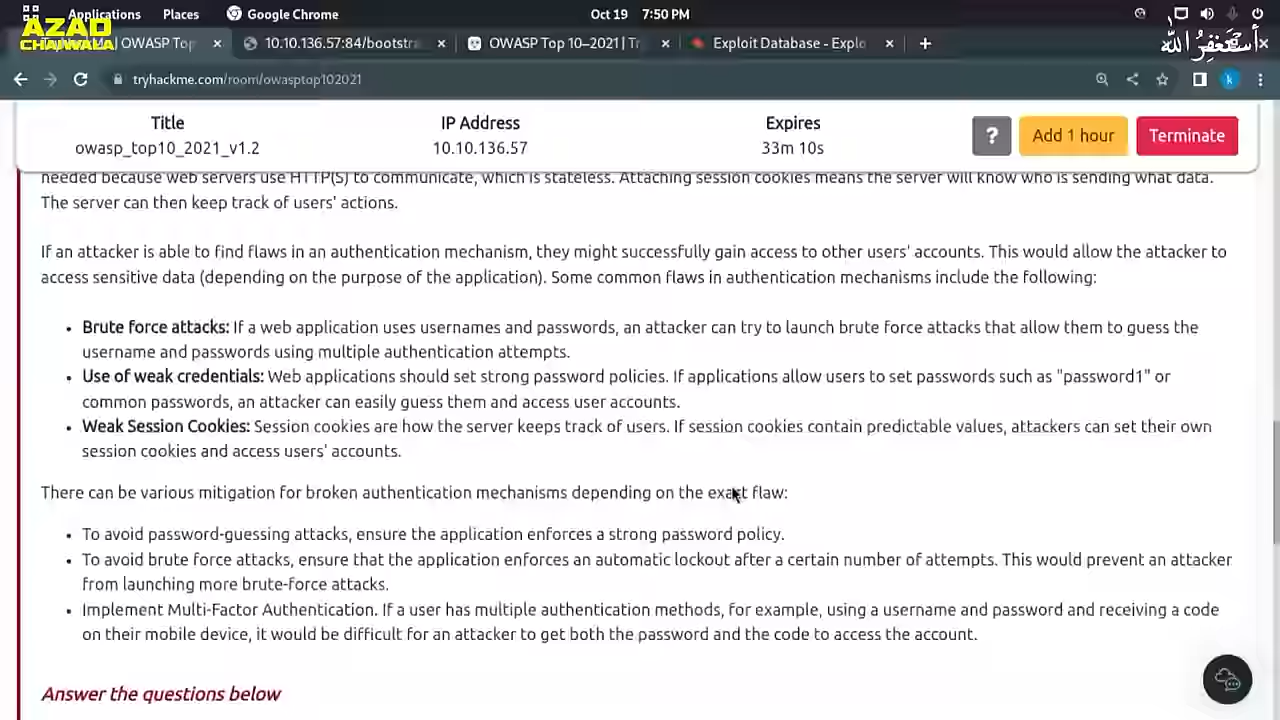 Applications Places Google Chrome Oct 19 7:50 PM
AZAD
CHAIWALA
| OWASP Top 10.10.136.57:84/bootstra OWASP Top 10–2021 | Tr Exploit Database - Explo
أستغفر الله
tryhackme.com/room/owasptop102021 k
Title IP Address Expires
owasp_top10_2021_v1.2 10.10.136.57 33m 10s ? Add 1 hour Terminate
needed because web servers use HTTP(S) to communicate, which is stateless. Attaching session cookies means the server will know who is sending what data.
The server can then keep track of users' actions.
If an attacker is able to find flaws in an authentication mechanism, they might successfully gain access to other users' accounts. This would allow the attacker to
access sensitive data (depending on the purpose of the application). Some common flaws in authentication mechanisms include the following:
• Brute force attacks: If a web application uses usernames and passwords, an attacker can try to launch brute force attacks that allow them to guess the
username and passwords using multiple authentication attempts.
• Use of weak credentials: Web applications should set strong password policies. If applications allow users to set passwords such as "password1" or
common passwords, an attacker can easily guess them and access user accounts.
• Weak Session Cookies: Session cookies are how the server keeps track of users. If session cookies contain predictable values, attackers can set their own
session cookies and access users' accounts.
There can be various mitigation for broken authentication mechanisms depending on the exact flaw:
• To avoid password-guessing attacks, ensure the application enforces a strong password policy.
• To avoid brute force attacks, ensure that the application enforces an automatic lockout after a certain number of attempts. This would prevent an attacker
from launching more brute-force attacks.
• Implement Multi-Factor Authentication. If a user has multiple authentication methods, for example, using a username and password and receiving a code
on their mobile device, it would be difficult for an attacker to get both the password and the code to access the account.
Answer the questions below